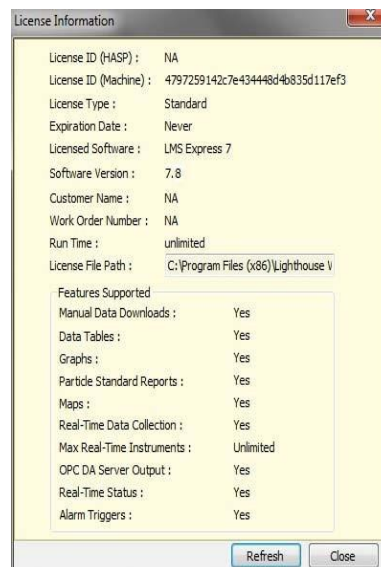 License Information
License ID (HASP) : NA
License ID (Machine) : 4797259142c7e434448d4b835d117ef3
License Type : Standard
Expiration Date : Never
Licensed Software : LMS Express 7
Software Version : 7.8
Customer Name : NA
Work Order Number : NA
Run Time : unlimited
License File Path : C:\Program Files (x86)\Lighthouse V
Features Supported
Manual Data Downloads : Yes
Data Tables : Yes
Graphs : Yes
Particle Standard Reports : Yes
Maps : Yes
Real-Time Data Collection : Yes
Max Real-Time Instruments : Unlimited
OPC DA Server Output : Yes
Real-Time Status : Yes
Alarm Triggers : Yes
Refresh Close